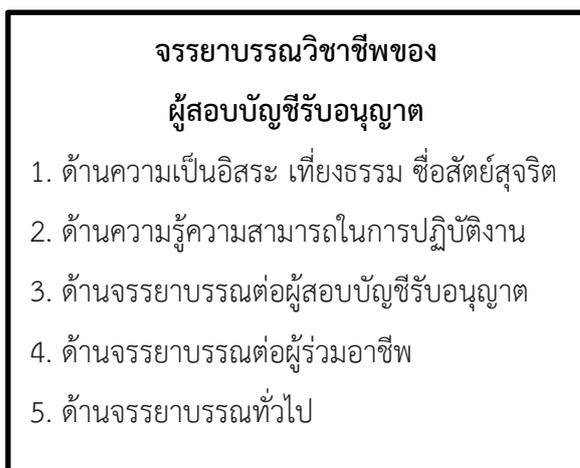 จรรยาบรรณวิชาชีพของ
ผู้สอบบัญชีรับอนุญาต
1. ด้านความเป็นอิสระ เที่ยงธรรม ซื่อสัตย์สุจริต
2. ด้านความรู้ความสามารถในการปฏิบัติงาน
3. ด้านจรรยาบรรณต่อผู้สอบบัญชีรับอนุญาต
4. ด้านจรรยาบรรณต่อผู้ร่วมอาชีพ
5. ด้านจรรยาบรรณทั่วไป